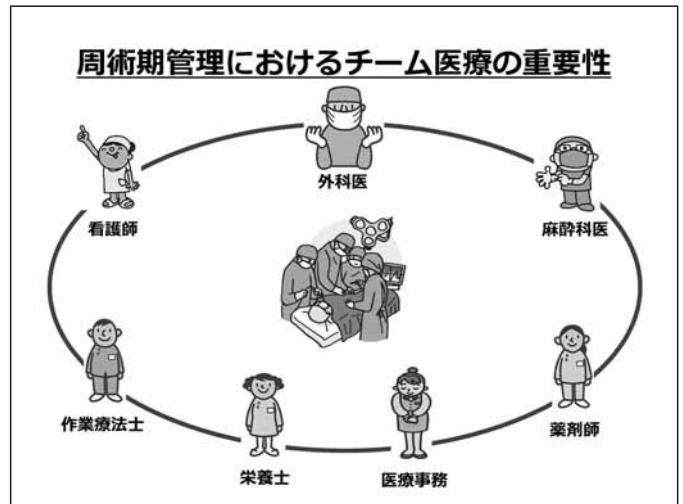 周術期管理におけるチーム医療の重要性
外科医
看護師
麻酔科医
作業療法士
薬剤師
栄養士
医療事務